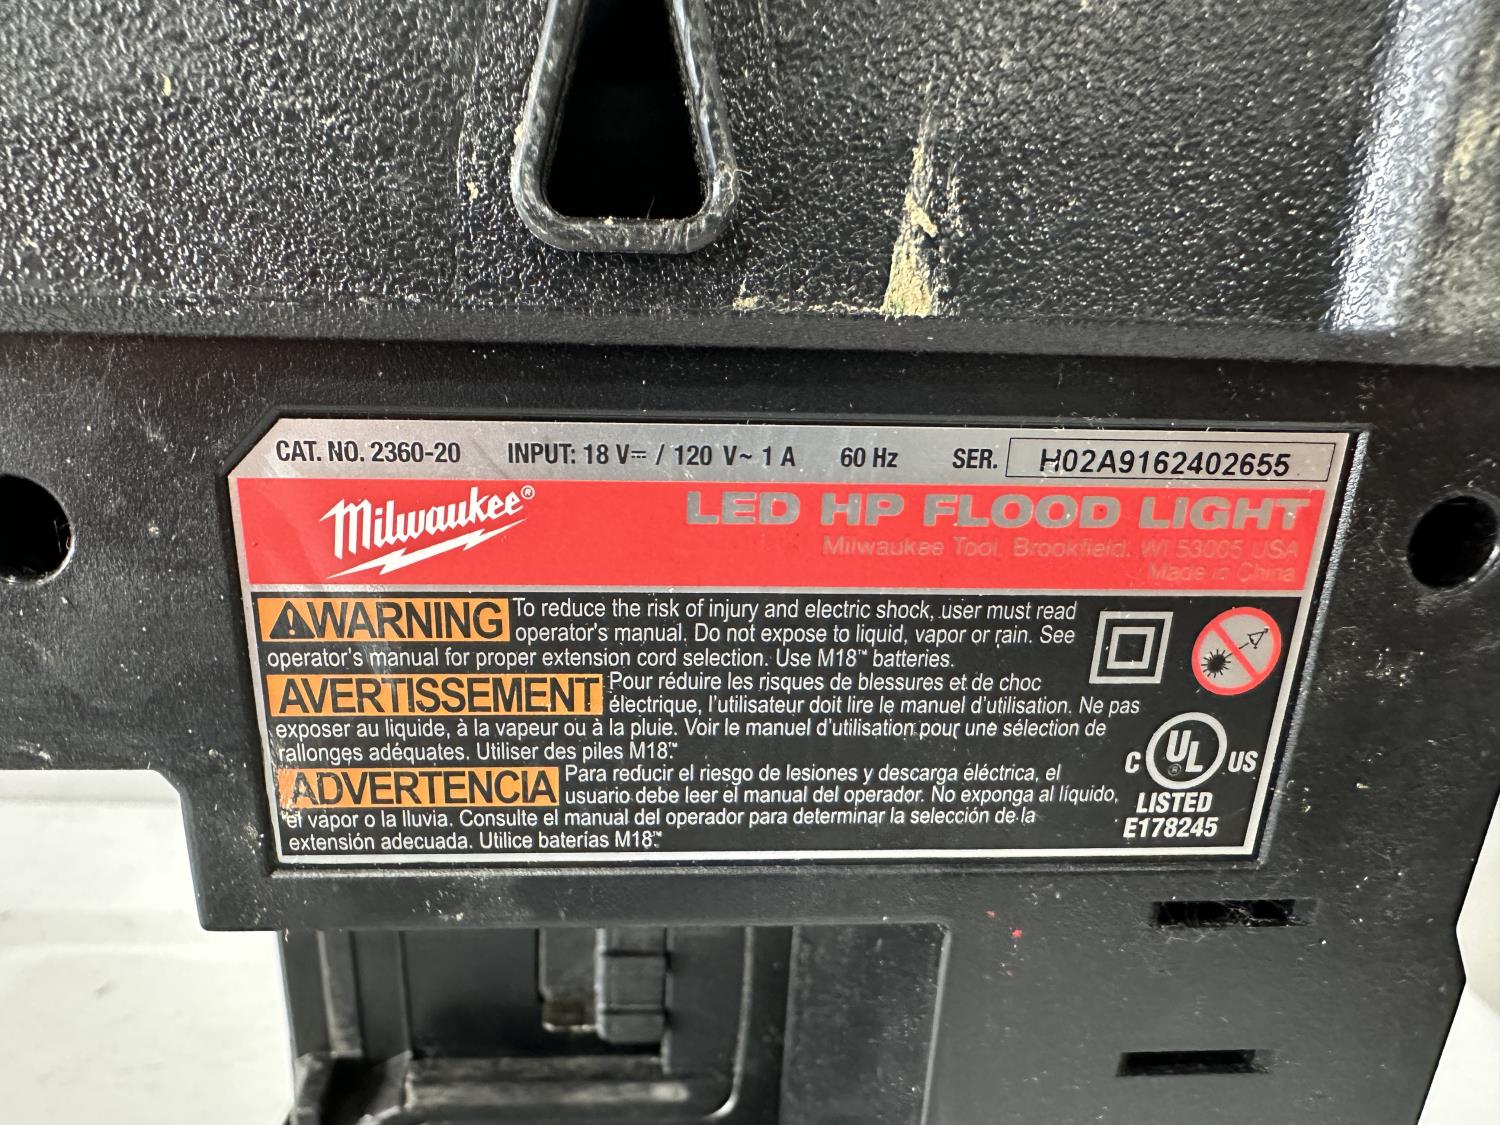 CAT. NO. 2360-20 INPUT: 18 V⎓ / 120 V~ 1 A 60 Hz SER. H02A9162402655
Milwaukee®
LED HP FLOOD LIGHT
Milwaukee Tool, Brookfield, WI 53005 USA
Made in China
⚠WARNING To reduce the risk of injury and electric shock, user must read
operator's manual. Do not expose to liquid, vapor or rain. See
operator's manual for proper extension cord selection. Use M18™ batteries.
AVERTISSEMENT Pour réduire les risques de blessures et de choc
électrique, l'utilisateur doit lire le manuel d'utilisation. Ne pas
exposer au liquide, à la vapeur ou à la pluie. Voir le manuel d'utilisation pour une sélection de
rallonges adéquates. Utiliser des piles M18™.
ADVERTENCIA Para reducir el riesgo de lesiones y descarga eléctrica, el
usuario debe leer el manual del operador. No exponga al líquido,
el vapor o la lluvia. Consulte el manual del operador para determinar la selección de la
extensión adecuada. Utilice baterías M18™.
C UL® US
LISTED
E178245